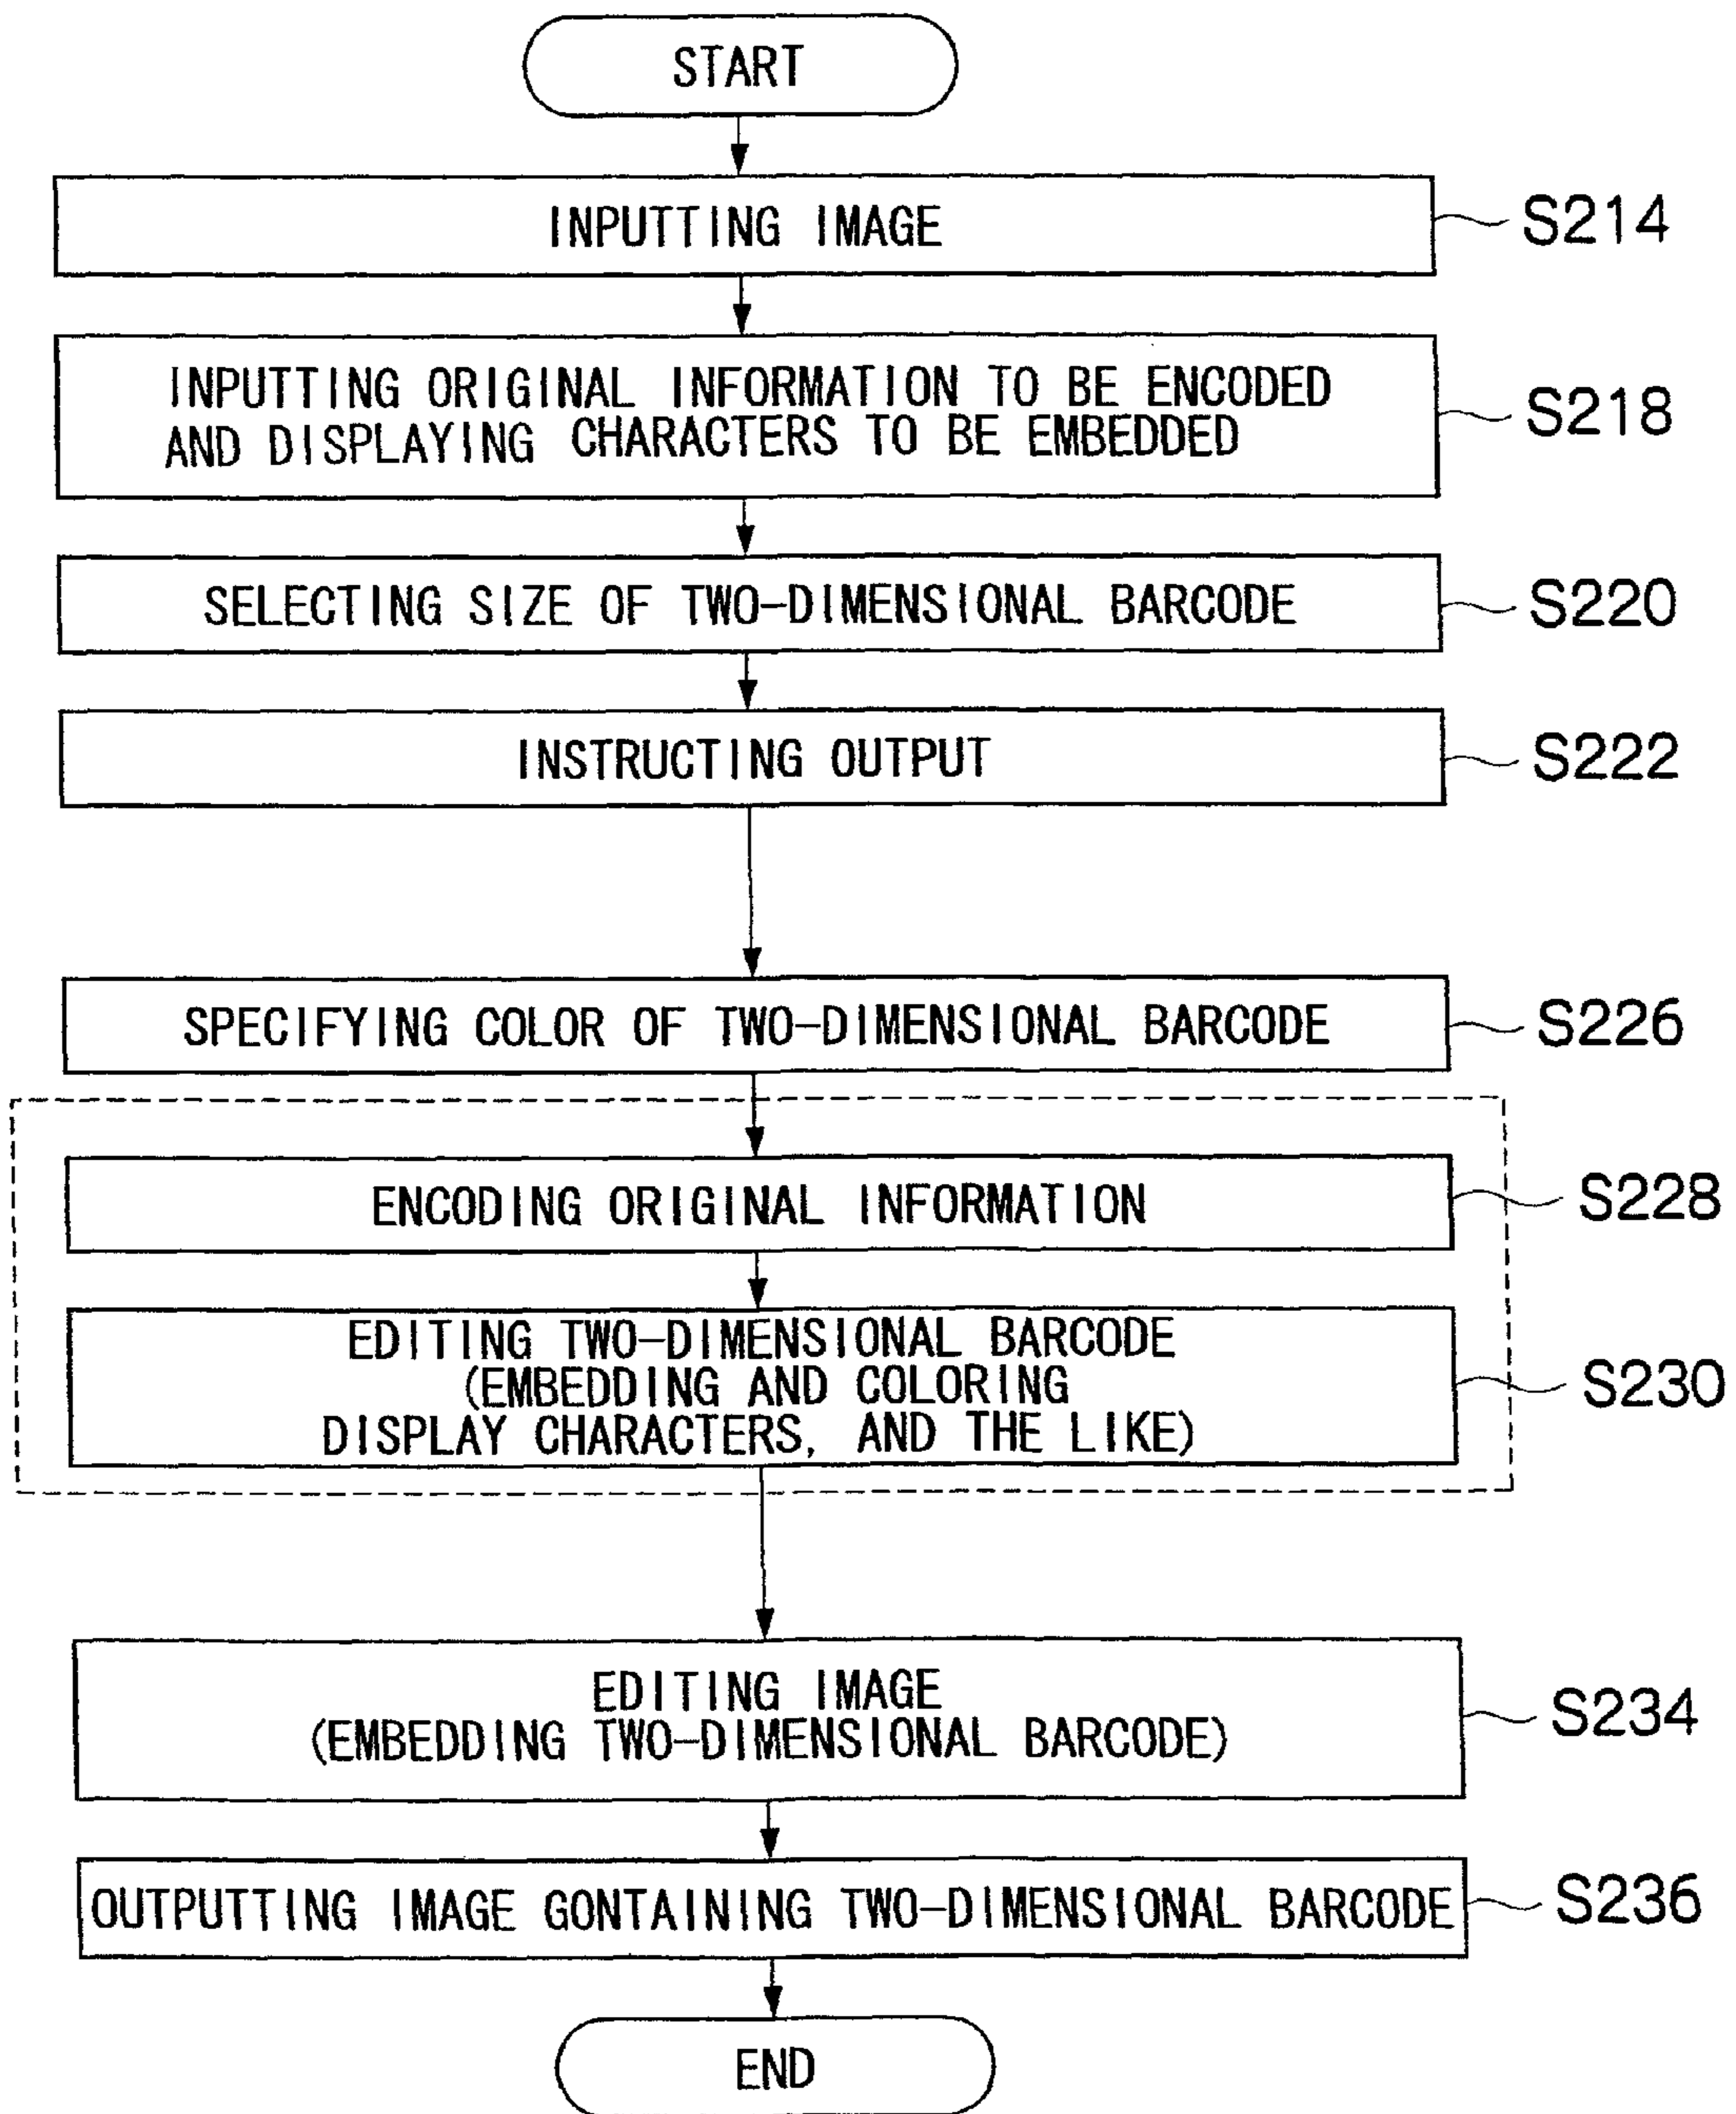 START
INPUTTING IMAGE
S214
INPUTTING ORIGINAL INFORMATION TO BE ENCODED
AND DISPLAYING CHARACTERS TO BE EMBEDDED
S218
SELECTING SIZE OF TWO-DIMENSIONAL BARCODE
S220
INSTRUCTING OUTPUT
S222
SPECIFYING COLOR OF TWO-DIMENSIONAL BARCODE
S226
ENCODING ORIGINAL INFORMATION
S228
EDITING TWO-DIMENSIONAL BARCODE
(EMBEDDING AND COLORING
DISPLAY CHARACTERS, AND THE LIKE)
S230
EDITING IMAGE
(EMBEDDING TWO-DIMENSIONAL BARCODE)
S234
OUTPUTTING IMAGE GONTAINING TWO-DIMENSIONAL BARCODE
S236
END